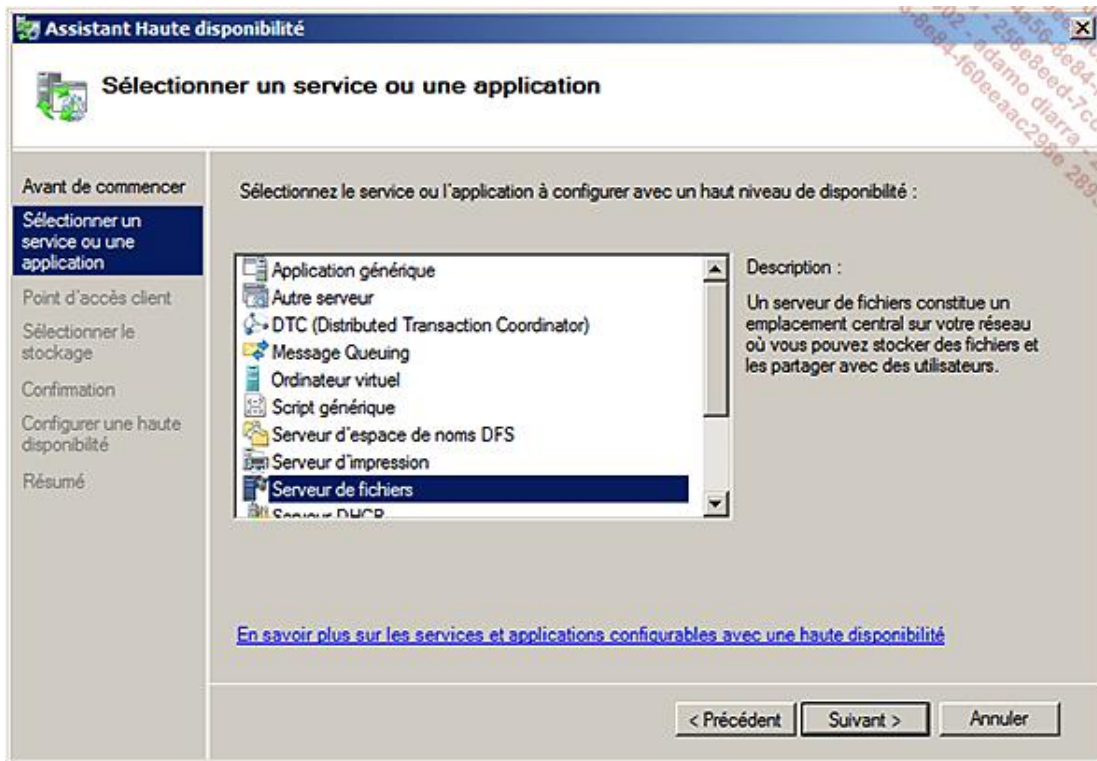 Assistant Haute disponibilité
Sélectionner un service ou une application
Avant de commencer
Sélectionner un
service ou une
application
Point d'accès client
Sélectionner le
stockage
Confirmation
Configurer une haute
disponibilité
Résumé
Sélectionnez le service ou l'application à configurer avec un haut niveau de disponibilité :
Application générique
Autre serveur
DTC (Distributed Transaction Coordinator)
Message Queuing
Ordinateur virtuel
Script générique
Serveur d'espace de noms DFS
Serveur d'impression
Serveur de fichiers
Serveur DHCP
Description :
Un serveur de fichiers constitue un
emplacement central sur votre réseau
où vous pouvez stocker des fichiers et
les partager avec des utilisateurs.
En savoir plus sur les services et applications configurables avec une haute disponibilité
< Précédent
Suivant >
Annuler
adamo diarra